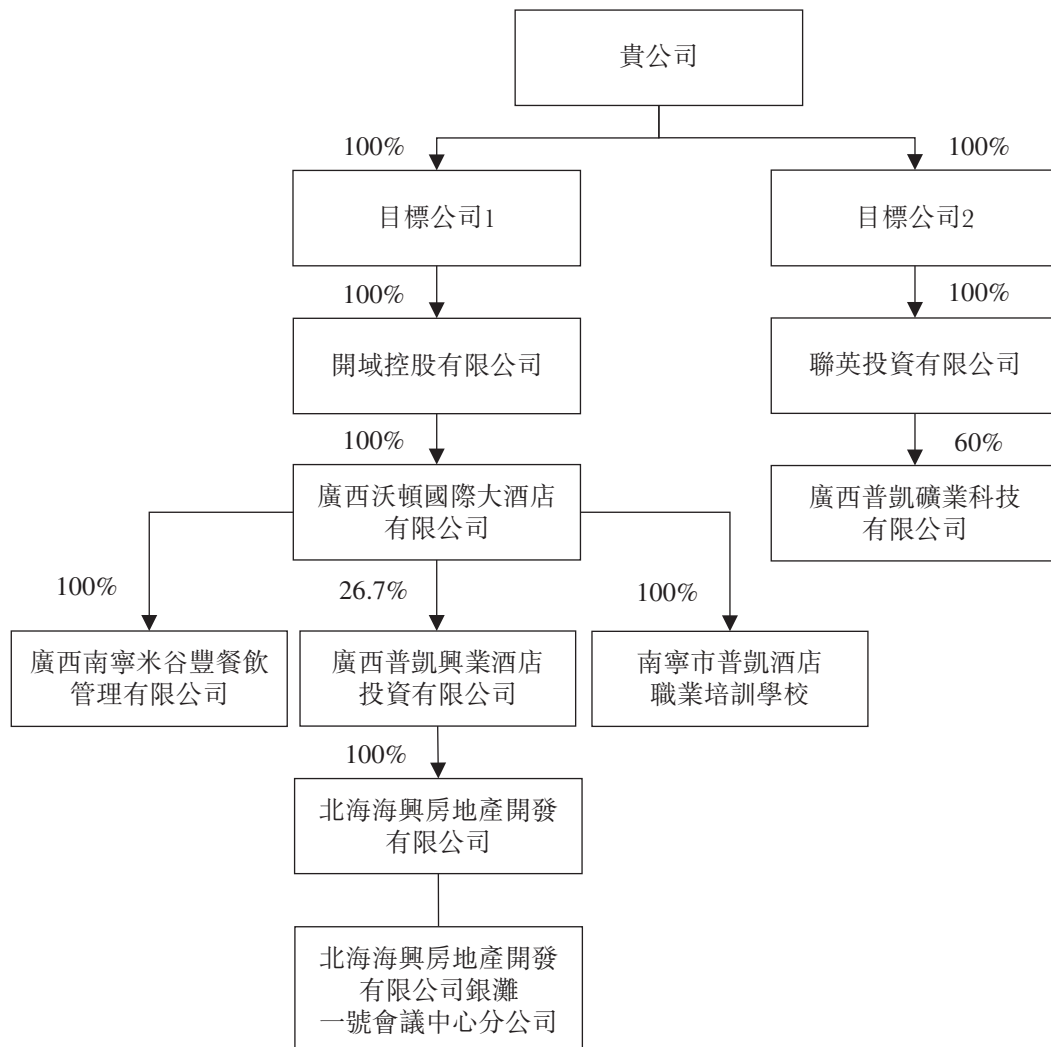 貴公司
100%
100%
目標公司1
目標公司2
100%
100%
開域控股有限公司
聯英投資有限公司
100%
60%
廣西沃頓國際大酒店
有限公司
廣西普凱礦業科技
有限公司
100%
26.7%
100%
廣西南寧米谷豐餐飲
管理有限公司
廣西普凱興業酒店
投資有限公司
南寧市普凱酒店
職業培訓學校
100%
北海海興房地產開發
有限公司
北海海興房地產開發
有限公司銀灘
一號會議中心分公司